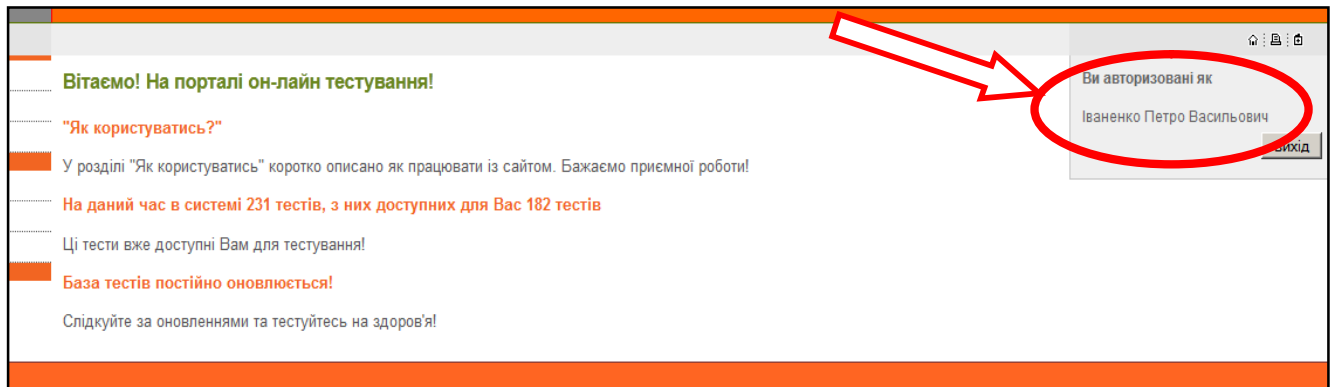 Вітаємо! На порталі он-лайн тестування!
"Як користуватись?"
У розділі "Як користуватись" коротко описано як працювати із сайтом. Бажаємо приємної роботи!
На даний час в системі 231 тестів, з них доступних для Вас 182 тестів
Ці тести вже доступні Вам для тестування!
База тестів постійно оновлюється!
Слідкуйте за оновленнями та тестуйтесь на здоров'я!
Ви авторизовані як
Іваненко Петро Васильович
Вихід